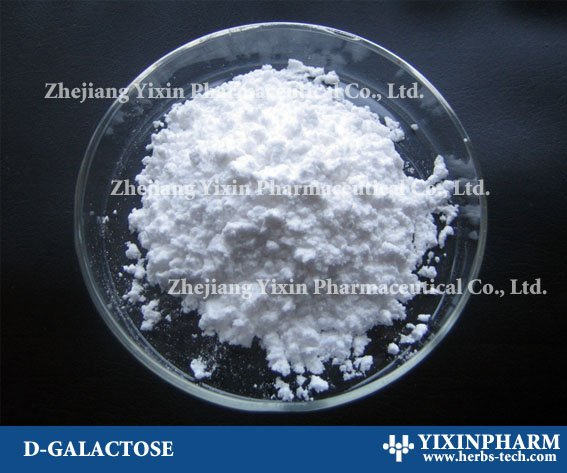 Zhejiang Yixin Pharmaceutical Co., Ltd.
Zhejiang Yixin Pharmaceutical Co., Ltd.
Zhejiang Yixin Pharmaceutical Co., Ltd.
D-GALACTOSE
YIXINPHARM
www.herbs-tech.com